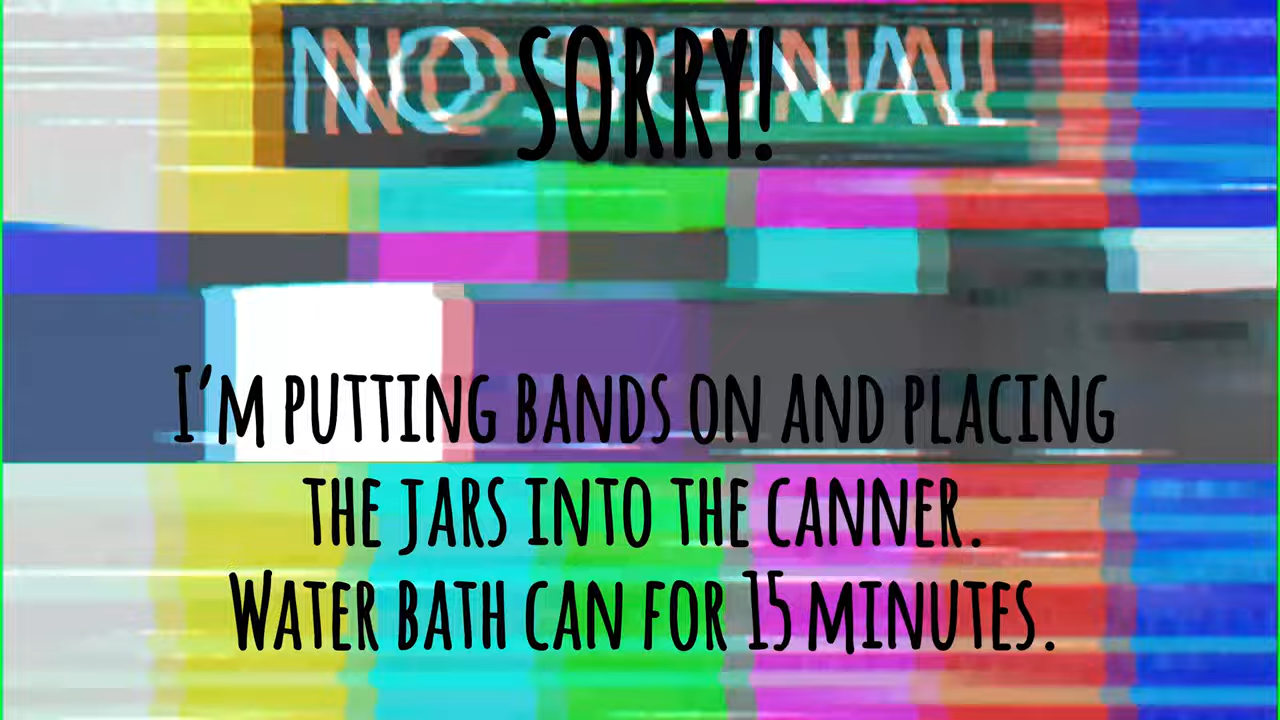 NO SIGNAL
SORRY!
I'M PUTTING BANDS ON AND PLACING
THE JARS INTO THE CANNER.
WATER BATH CAN FOR 15 MINUTES.